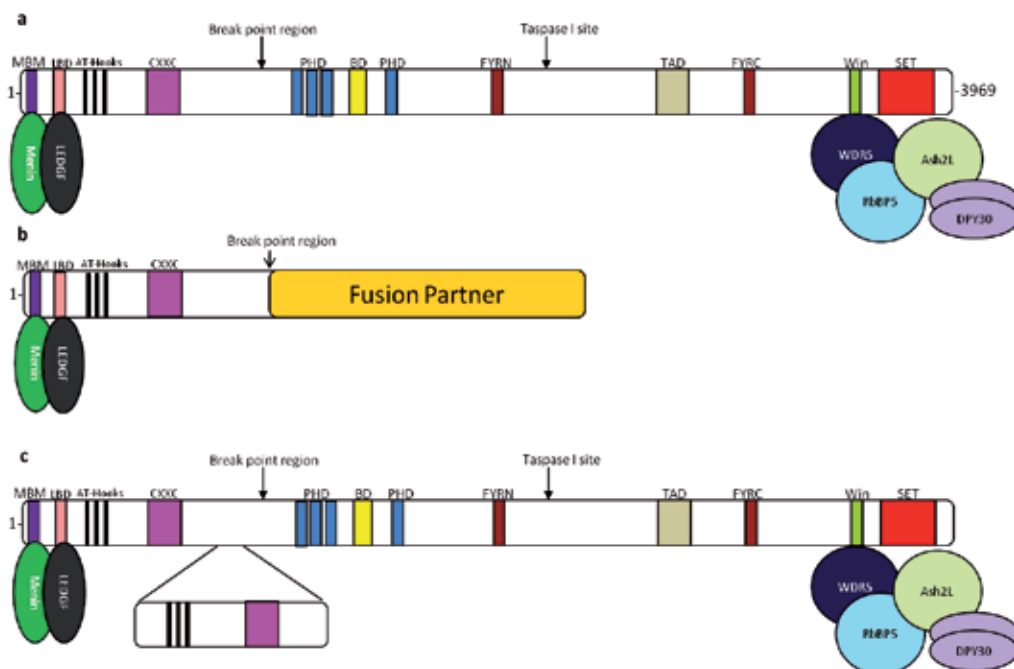 a
Break point region
Taspase I site
MBM LBD AT-Hooks CXXC PHD BD PHD FYRN TAD FYRC Win SET
1- -3969
Menin LEDGF WDR5 Ash2L
RbBP5 DPY30
b
Break point region
MBM LBD AT-Hooks CXXC
1- Fusion Partner
Menin LEDGF
c
Break point region
Taspase I site
MBM LBD AT-Hooks CXXC PHD BD PHD FYRN TAD FYRC Win SET
1-
Menin LEDGF WDR5 Ash2L
RbBP5 DPY30